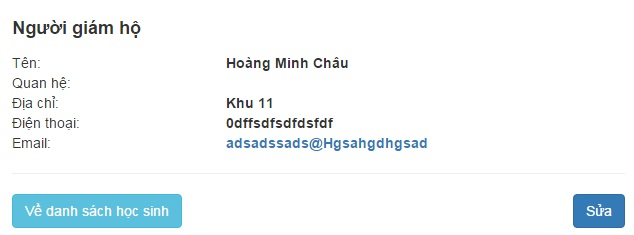 Người giám hộ
Tên: Hoàng Minh Châu
Quan hệ:
Địa chỉ: Khu 11
Điện thoại: 0dffsdfsdfdsfdf
Email: adsadssads@Hgsahgdhgsad
Về danh sách học sinh Sửa